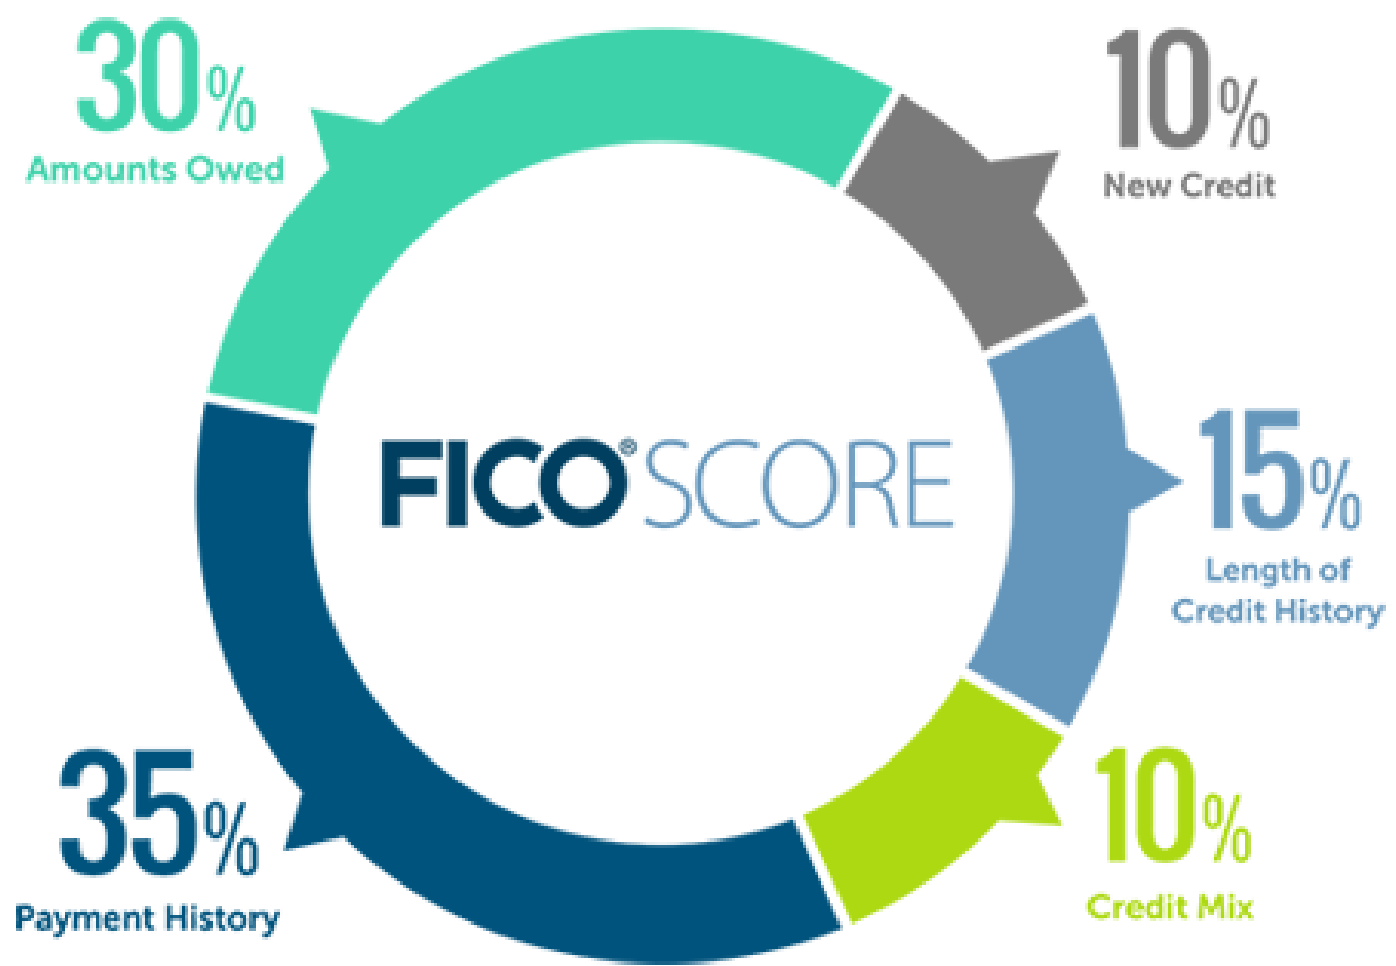 30%
Amounts Owed
10%
New Credit
FICO® SCORE
15%
Length of
Credit History
35%
Payment History
10%
Credit Mix